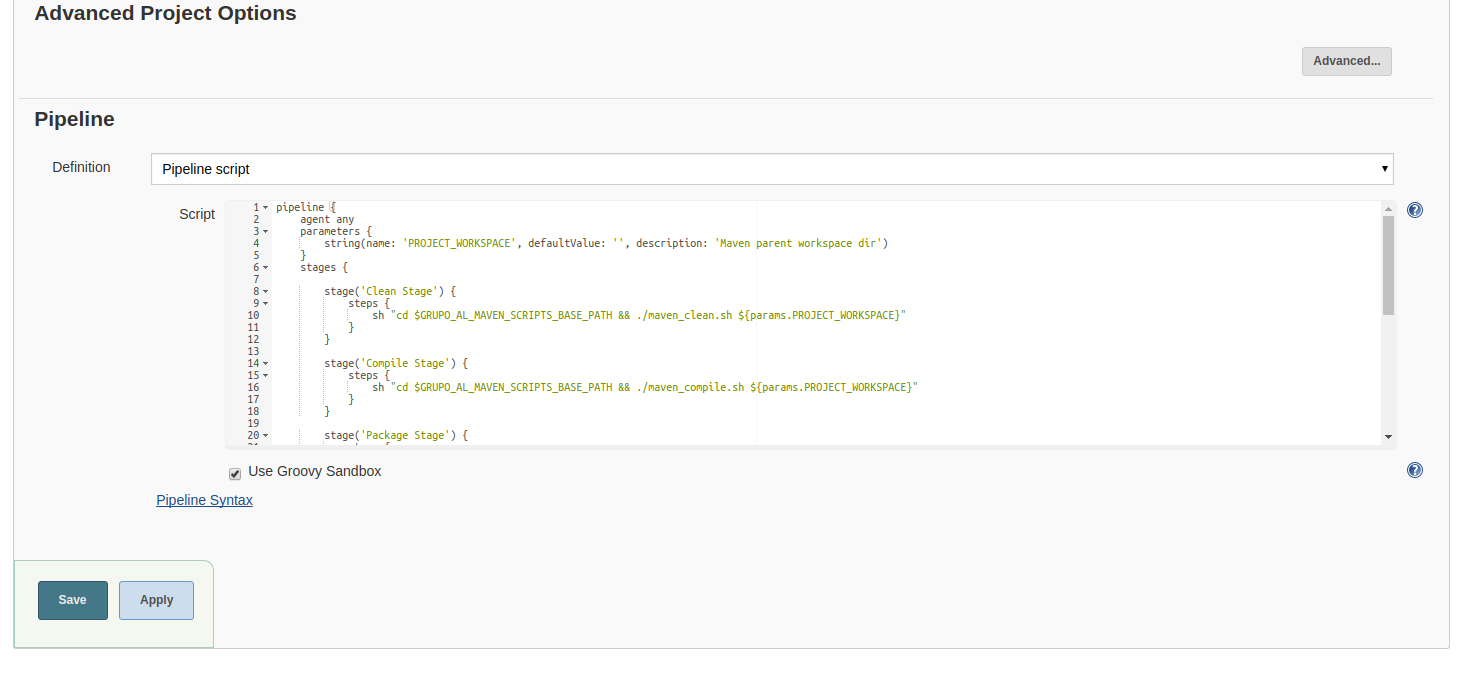 Advanced Project Options
Advanced...
Pipeline
Definition
Pipeline script
Script
1 pipeline {
2     agent any
3     parameters {
4         string(name: 'PROJECT_WORKSPACE', defaultValue: '', description: 'Maven parent workspace dir')
5     }
6     stages {
7
8         stage('Clean Stage') {
9             steps {
10                 sh "cd $GRUPO_AL_MAVEN_SCRIPTS_BASE_PATH && ./maven_clean.sh ${params.PROJECT_WORKSPACE}"
11             }
12         }
13
14         stage('Compile Stage') {
15             steps {
16                 sh "cd $GRUPO_AL_MAVEN_SCRIPTS_BASE_PATH && ./maven_compile.sh ${params.PROJECT_WORKSPACE}"
17             }
18         }
19
20         stage('Package Stage') {
Use Groovy Sandbox
Pipeline Syntax
Save
Apply